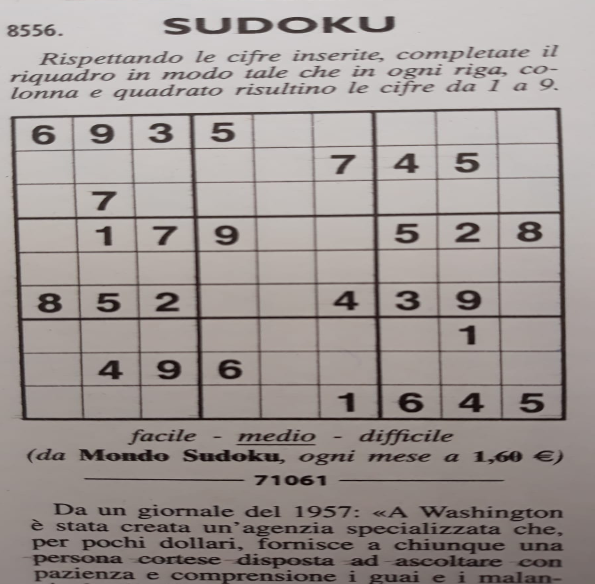 8556. SUDOKU
Rispettando le cifre inserite, completate il
riquadro in modo tale che in ogni riga, co-
lonna e quadrato risultino le cifre da 1 a 9.
6 9 3 5
7 4 5
7
1 7 9 5 2 8
8 5 2 4 3 9
1
4 9 6
1 6 4 5
facile - medio - difficile
(da Mondo Sudoku, ogni mese a 1,60 €)
71061
Da un giornale del 1957: «A Washington
è stata creata un'agenzia specializzata che,
per pochi dollari, fornisce a chiunque una
persona cortese disposta ad ascoltare con
pazienza e comprensione i guai e i malan-